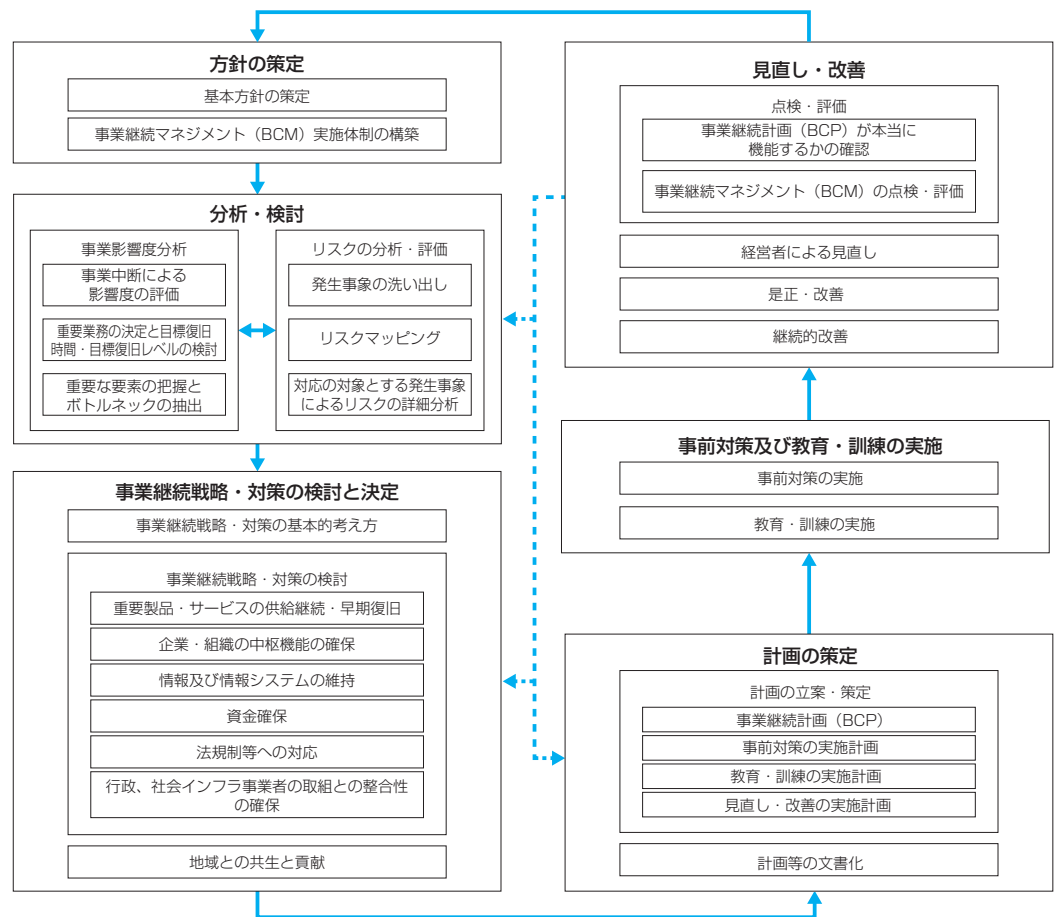 方針の策定
基本方針の策定
事業継続マネジメント（BCM）実施体制の構築
分析・検討
事業影響度分析
事業中断による
影響度の評価
重要業務の決定と目標復旧
時間・目標復旧レベルの検討
重要な要素の把握と
ボトルネックの抽出
リスクの分析・評価
発生事象の洗い出し
リスクマッピング
対応の対象とする発生事象
によるリスクの詳細分析
事業継続戦略・対策の検討と決定
事業継続戦略・対策の基本的考え方
事業継続戦略・対策の検討
重要製品・サービスの供給継続・早期復旧
企業・組織の中枢機能の確保
情報及び情報システムの維持
資金確保
法規制等への対応
行政、社会インフラ事業者の取組との整合性
の確保
地域との共生と貢献
見直し・改善
点検・評価
事業継続計画（BCP）が本当に
機能するかの確認
事業継続マネジメント（BCM）の点検・評価
経営者による見直し
是正・改善
継続的改善
事前対策及び教育・訓練の実施
事前対策の実施
教育・訓練の実施
計画の策定
計画の立案・策定
事業継続計画（BCP）
事前対策の実施計画
教育・訓練の実施計画
見直し・改善の実施計画
計画等の文書化